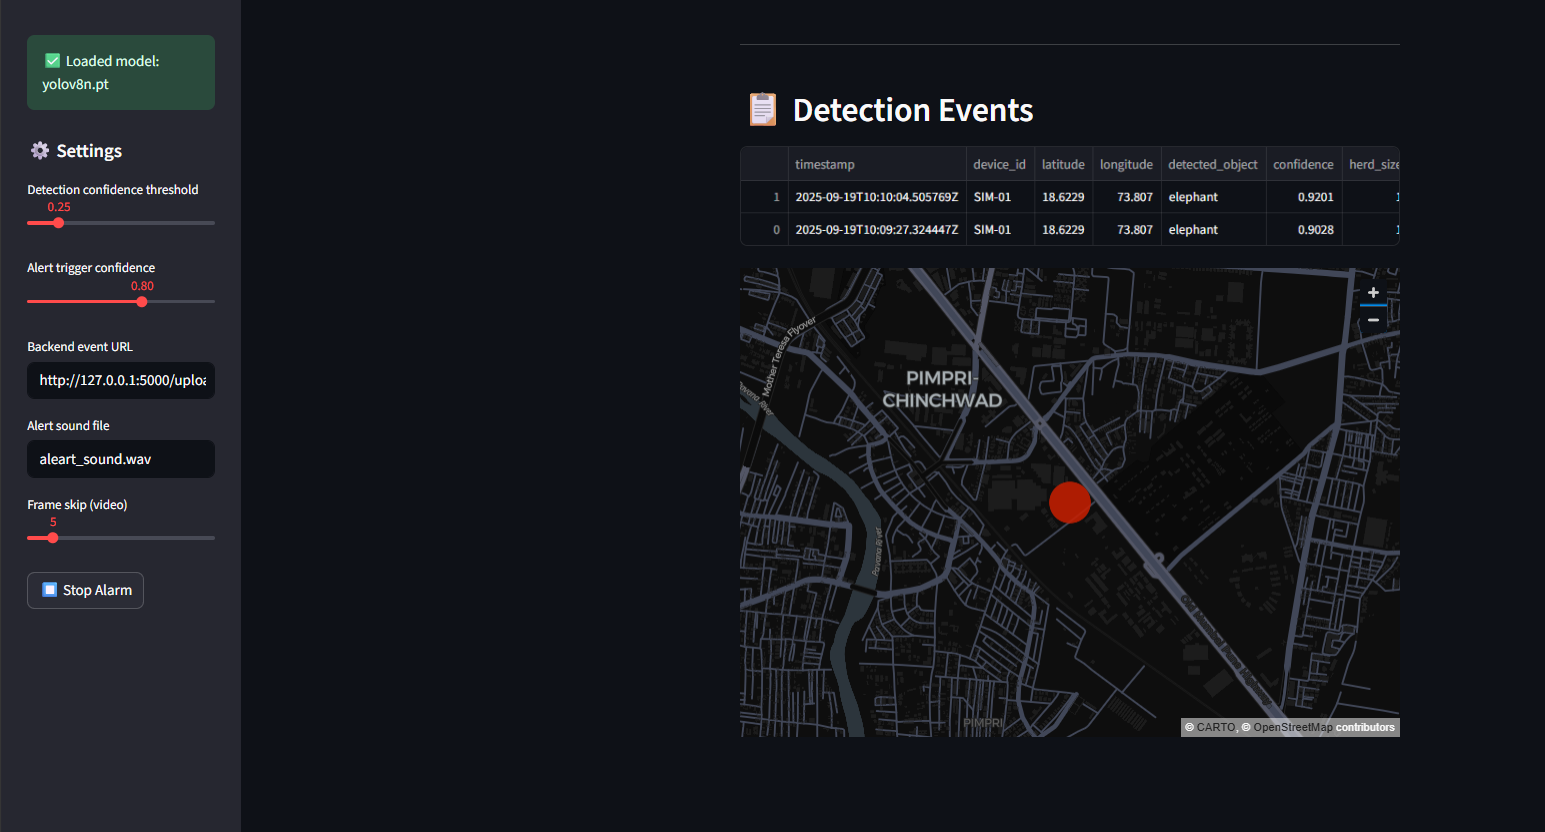 Loaded model:
yolov8n.pt
Settings
Detection confidence threshold
0.25
Alert trigger confidence
0.80
Backend event URL
http://127.0.0.1:5000/uploa
Alert sound file
aleart_sound.wav
Frame skip (video)
5
Stop Alarm
Detection Events
timestamp device_id latitude longitude detected_object confidence herd_size
1 2025-09-19T10:10:04.505769Z SIM-01 18.6229 73.807 elephant 0.9201 1
0 2025-09-19T10:09:27.324447Z SIM-01 18.6229 73.807 elephant 0.9028 1
+
−
Mother Teresa Flyover
PIMPRI-
CHINCHWAD
Pavana River
Pavana River
PIMPRI
© CARTO, © OpenStreetMap contributors